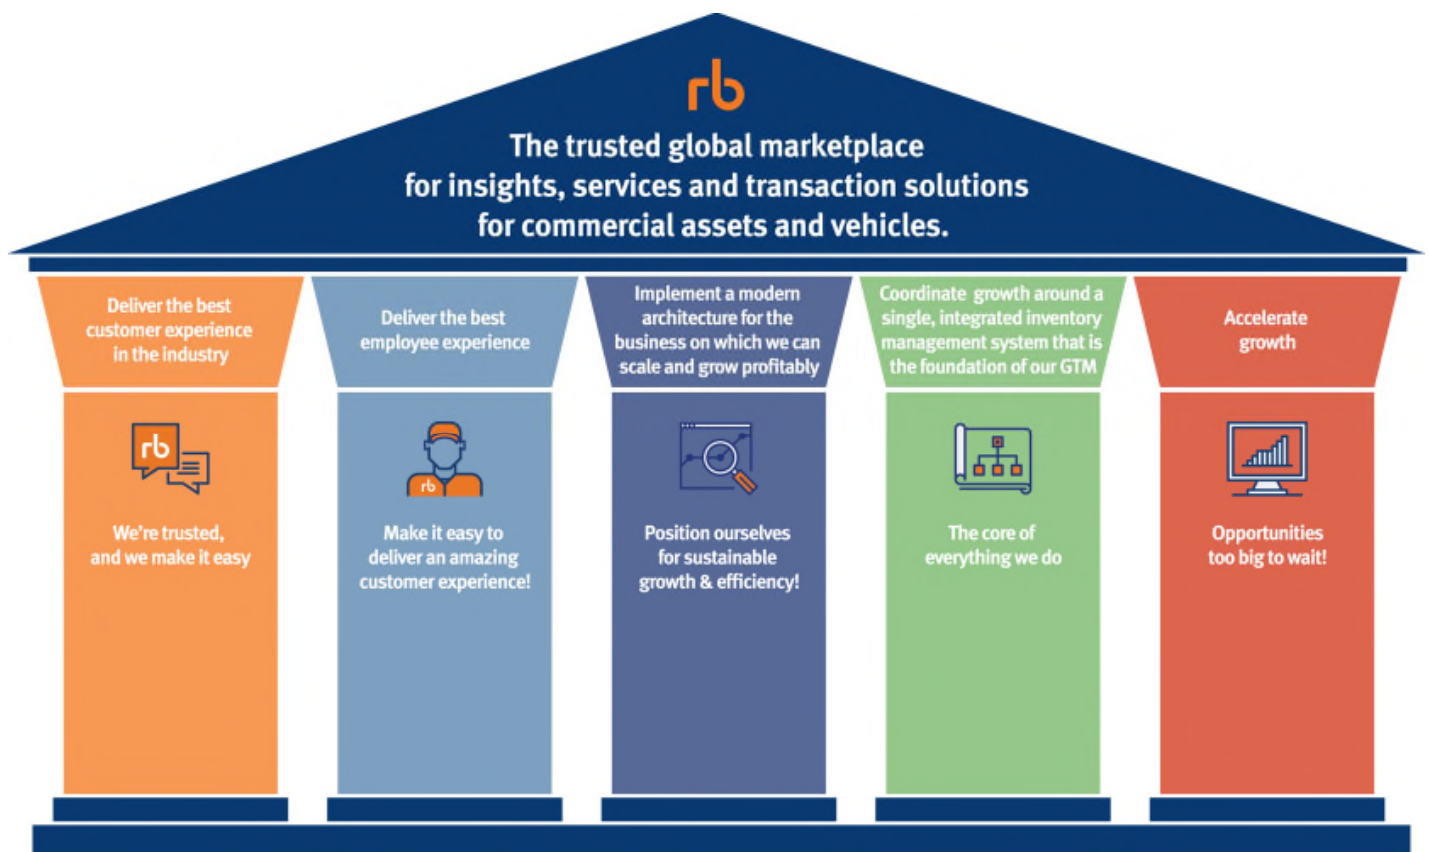 rb
The trusted global marketplace
for insights, services and transaction solutions
for commercial assets and vehicles.
Deliver the best
customer experience
in the industry
Deliver the best
employee experience
Implement a modern
architecture for the
business on which we can
scale and grow profitably
Coordinate growth around a
single, integrated inventory
management system that is
the foundation of our GTM
Accelerate
growth
rb
We're trusted,
and we make it easy
rb
Make it easy to
deliver an amazing
customer experience!
Position ourselves
for sustainable
growth & efficiency!
The core of
everything we do
Opportunities
too big to wait!